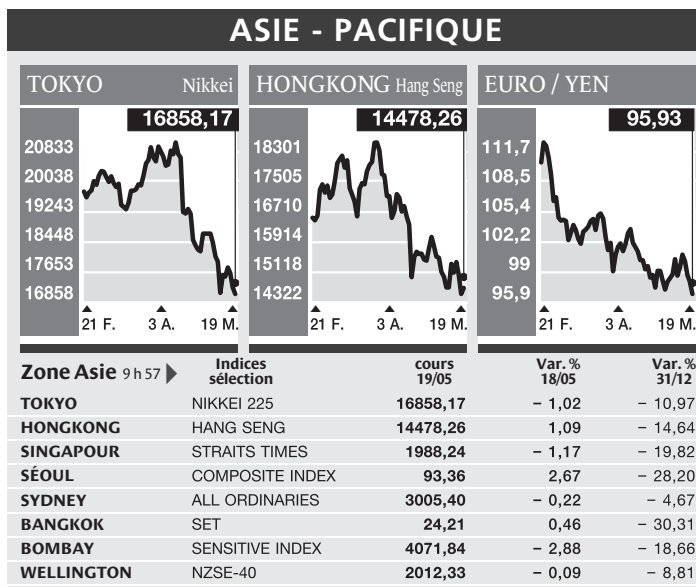 ASIE - PACIFIQUE
TOKYO Nikkei
16858,17
20833
20038
19243
18448
17653
16858
21 F. 3 A. 19 M.
HONGKONG Hang Seng
14478,26
18301
17505
16710
15914
15118
14322
21 F. 3 A. 19 M.
EURO / YEN
95,93
111,7
108,5
105,4
102,2
99
95,9
21 F. 3 A. 19 M.
Zone Asie 9 h 57 Indices sélection cours 19/05 Var. % 18/05 Var. % 31/12
TOKYO NIKKEI 225 16858,17 – 1,02 – 10,97
HONGKONG HANG SENG 14478,26 1,09 – 14,64
SINGAPOUR STRAITS TIMES 1988,24 – 1,17 – 19,82
SÉOUL COMPOSITE INDEX 93,36 2,67 – 28,20
SYDNEY ALL ORDINARIES 3005,40 – 0,22 – 4,67
BANGKOK SET 24,21 0,46 – 30,31
BOMBAY SENSITIVE INDEX 4071,84 – 2,88 – 18,66
WELLINGTON NZSE-40 2012,33 – 0,09 – 8,81